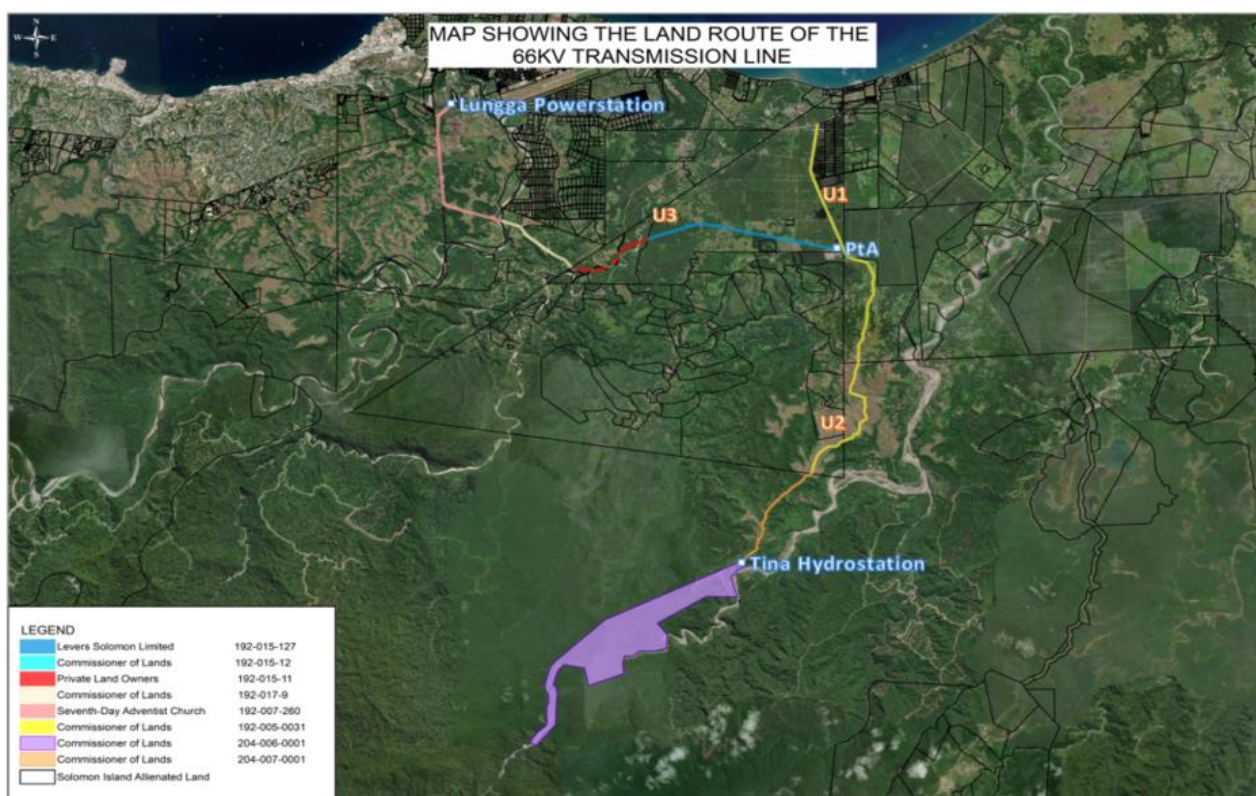 MAP SHOWING THE LAND ROUTE OF THE
66KV TRANSMISSION LINE
N
W E
S
Lungga Powerstation
U1
U3
PtA
U2
Tina Hydrostation
LEGEND
Levers Solomon Limited 192-015-127
Commissioner of Lands 192-015-12
Private Land Owners 192-015-11
Commissioner of Lands 192-017-9
Seventh-Day Adventist Church 192-007-260
Commissioner of Lands 192-005-0031
Commissioner of Lands 204-006-0001
Commissioner of Lands 204-007-0001
Solomon Island Allienated Land